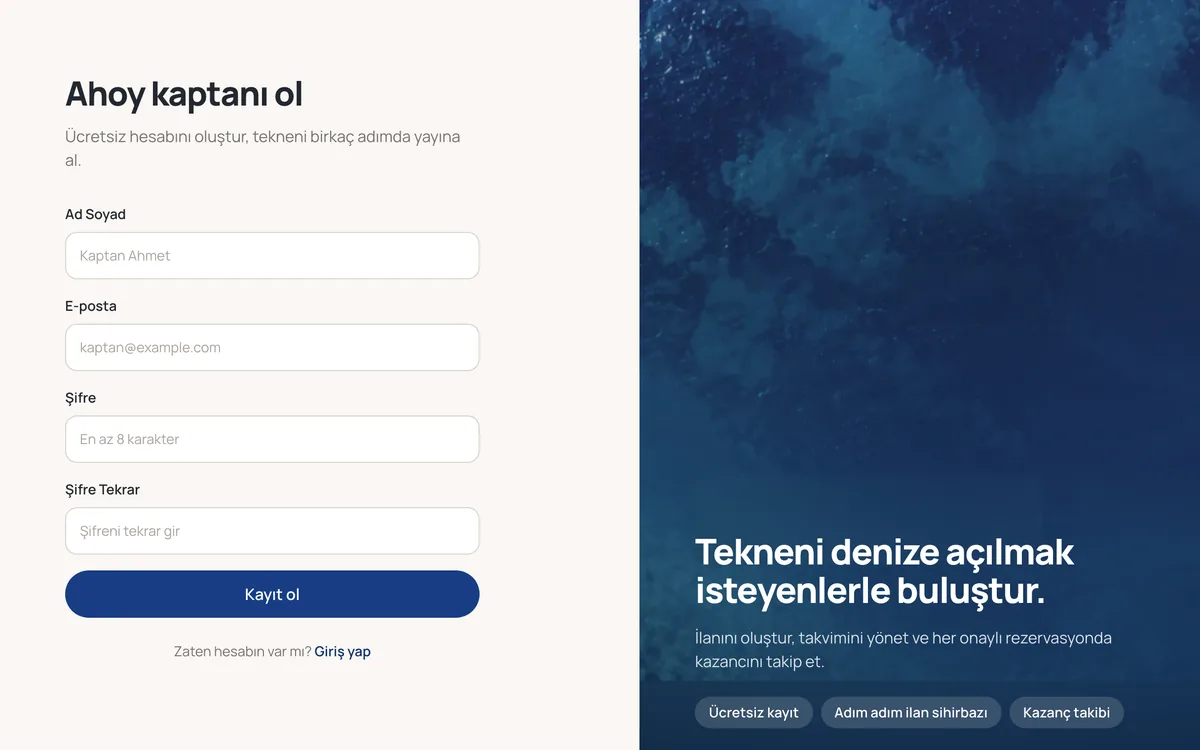 Ahoy kaptanı ol
Ücretsiz hesabını oluştur, tekneni birkaç adımda yayına
al.
Ad Soyad
Kaptan Ahmet
E-posta
kaptan@example.com
Şifre
En az 8 karakter
Şifre Tekrar
Şifreni tekrar gir
Kayıt ol
Zaten hesabın var mı? Giriş yap
Tekneni denize açılmak
isteyenlerle buluştur.
İlanını oluştur, takvimini yönet ve her onaylı rezervasyonda
kazancını takip et.
Ücretsiz kayıt
Adım adım ilan sihirbazı
Kazanç takibi